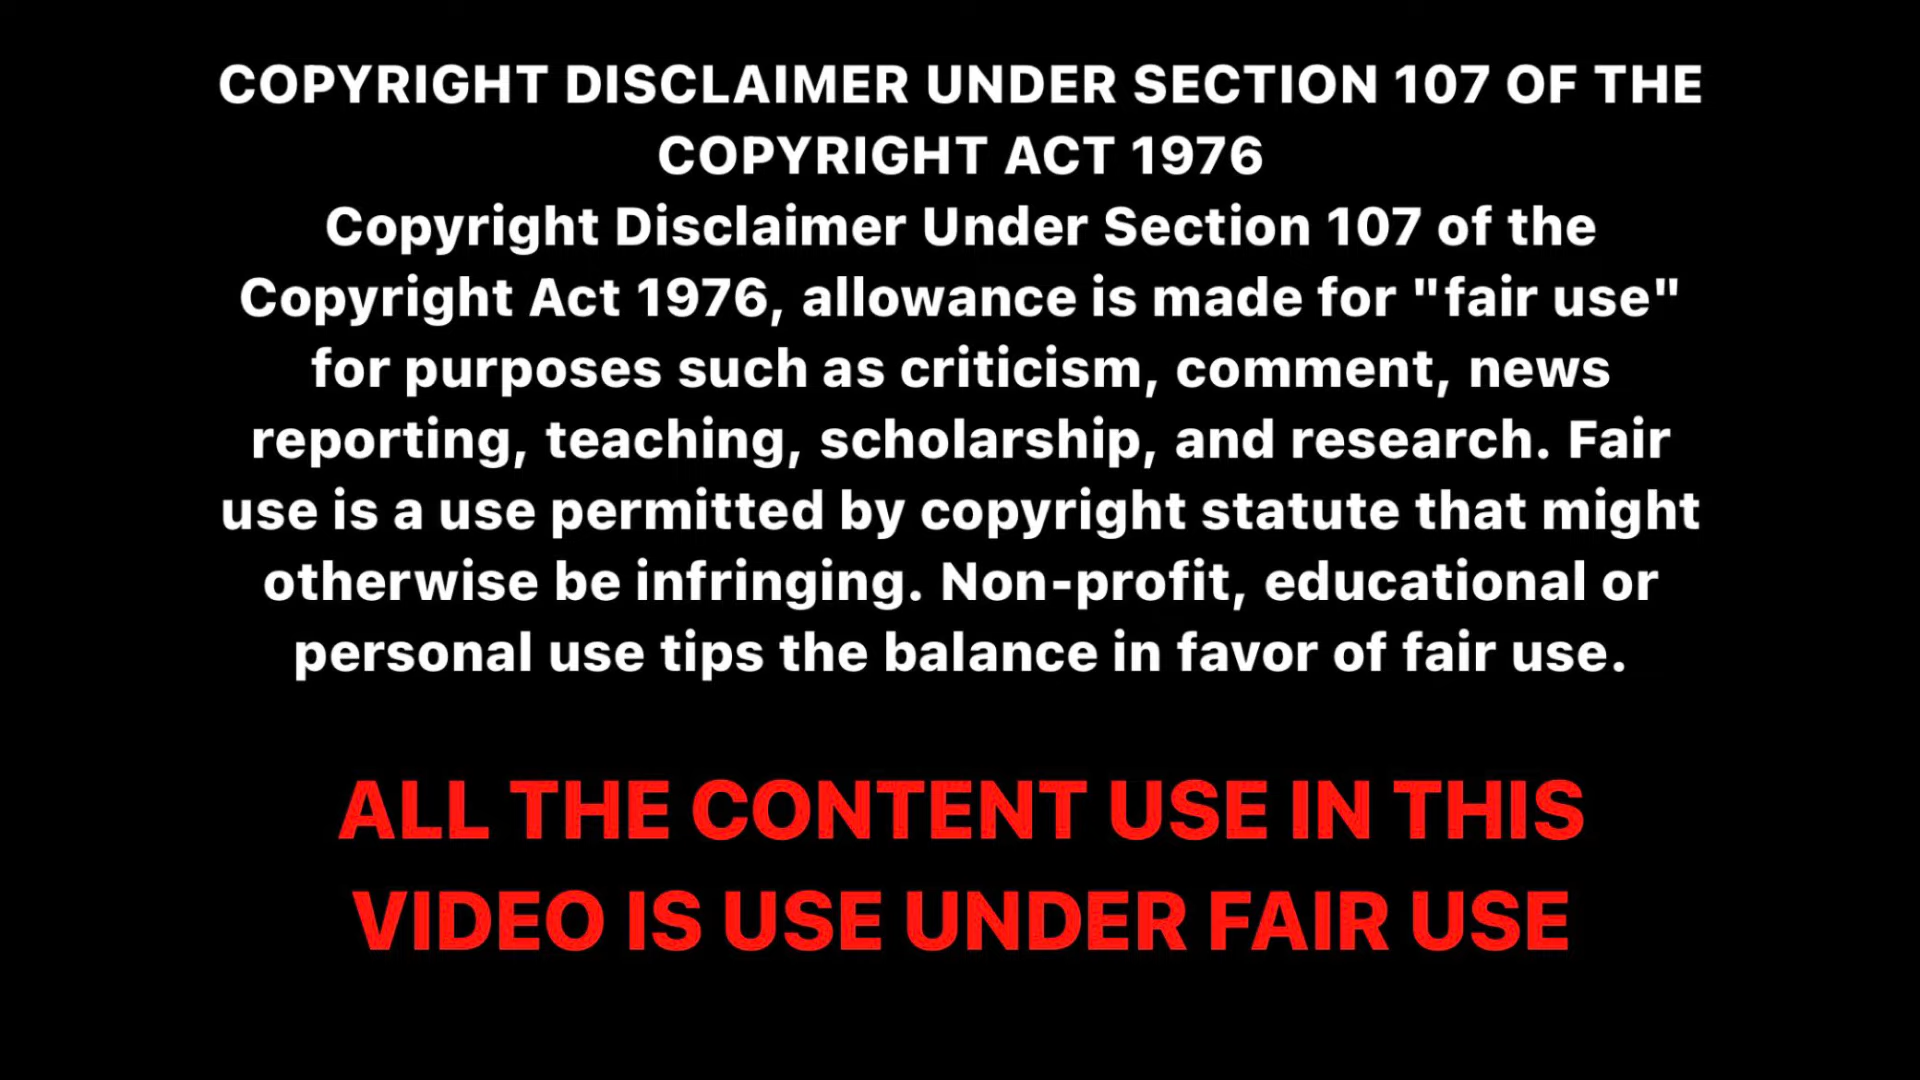 COPYRIGHT DISCLAIMER UNDER SECTION 107 OF THE
COPYRIGHT ACT 1976
Copyright Disclaimer Under Section 107 of the
Copyright Act 1976, allowance is made for "fair use"
for purposes such as criticism, comment, news
reporting, teaching, scholarship, and research. Fair
use is a use permitted by copyright statute that might
otherwise be infringing. Non-profit, educational or
personal use tips the balance in favor of fair use.
ALL THE CONTENT USE IN THIS
VIDEO IS USE UNDER FAIR USE